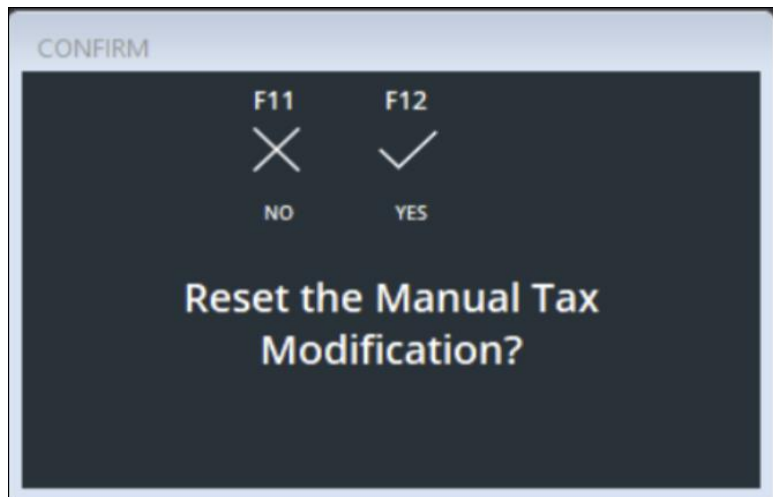 CONFIRM
F11 F12
NO YES
Reset the Manual Tax
Modification?